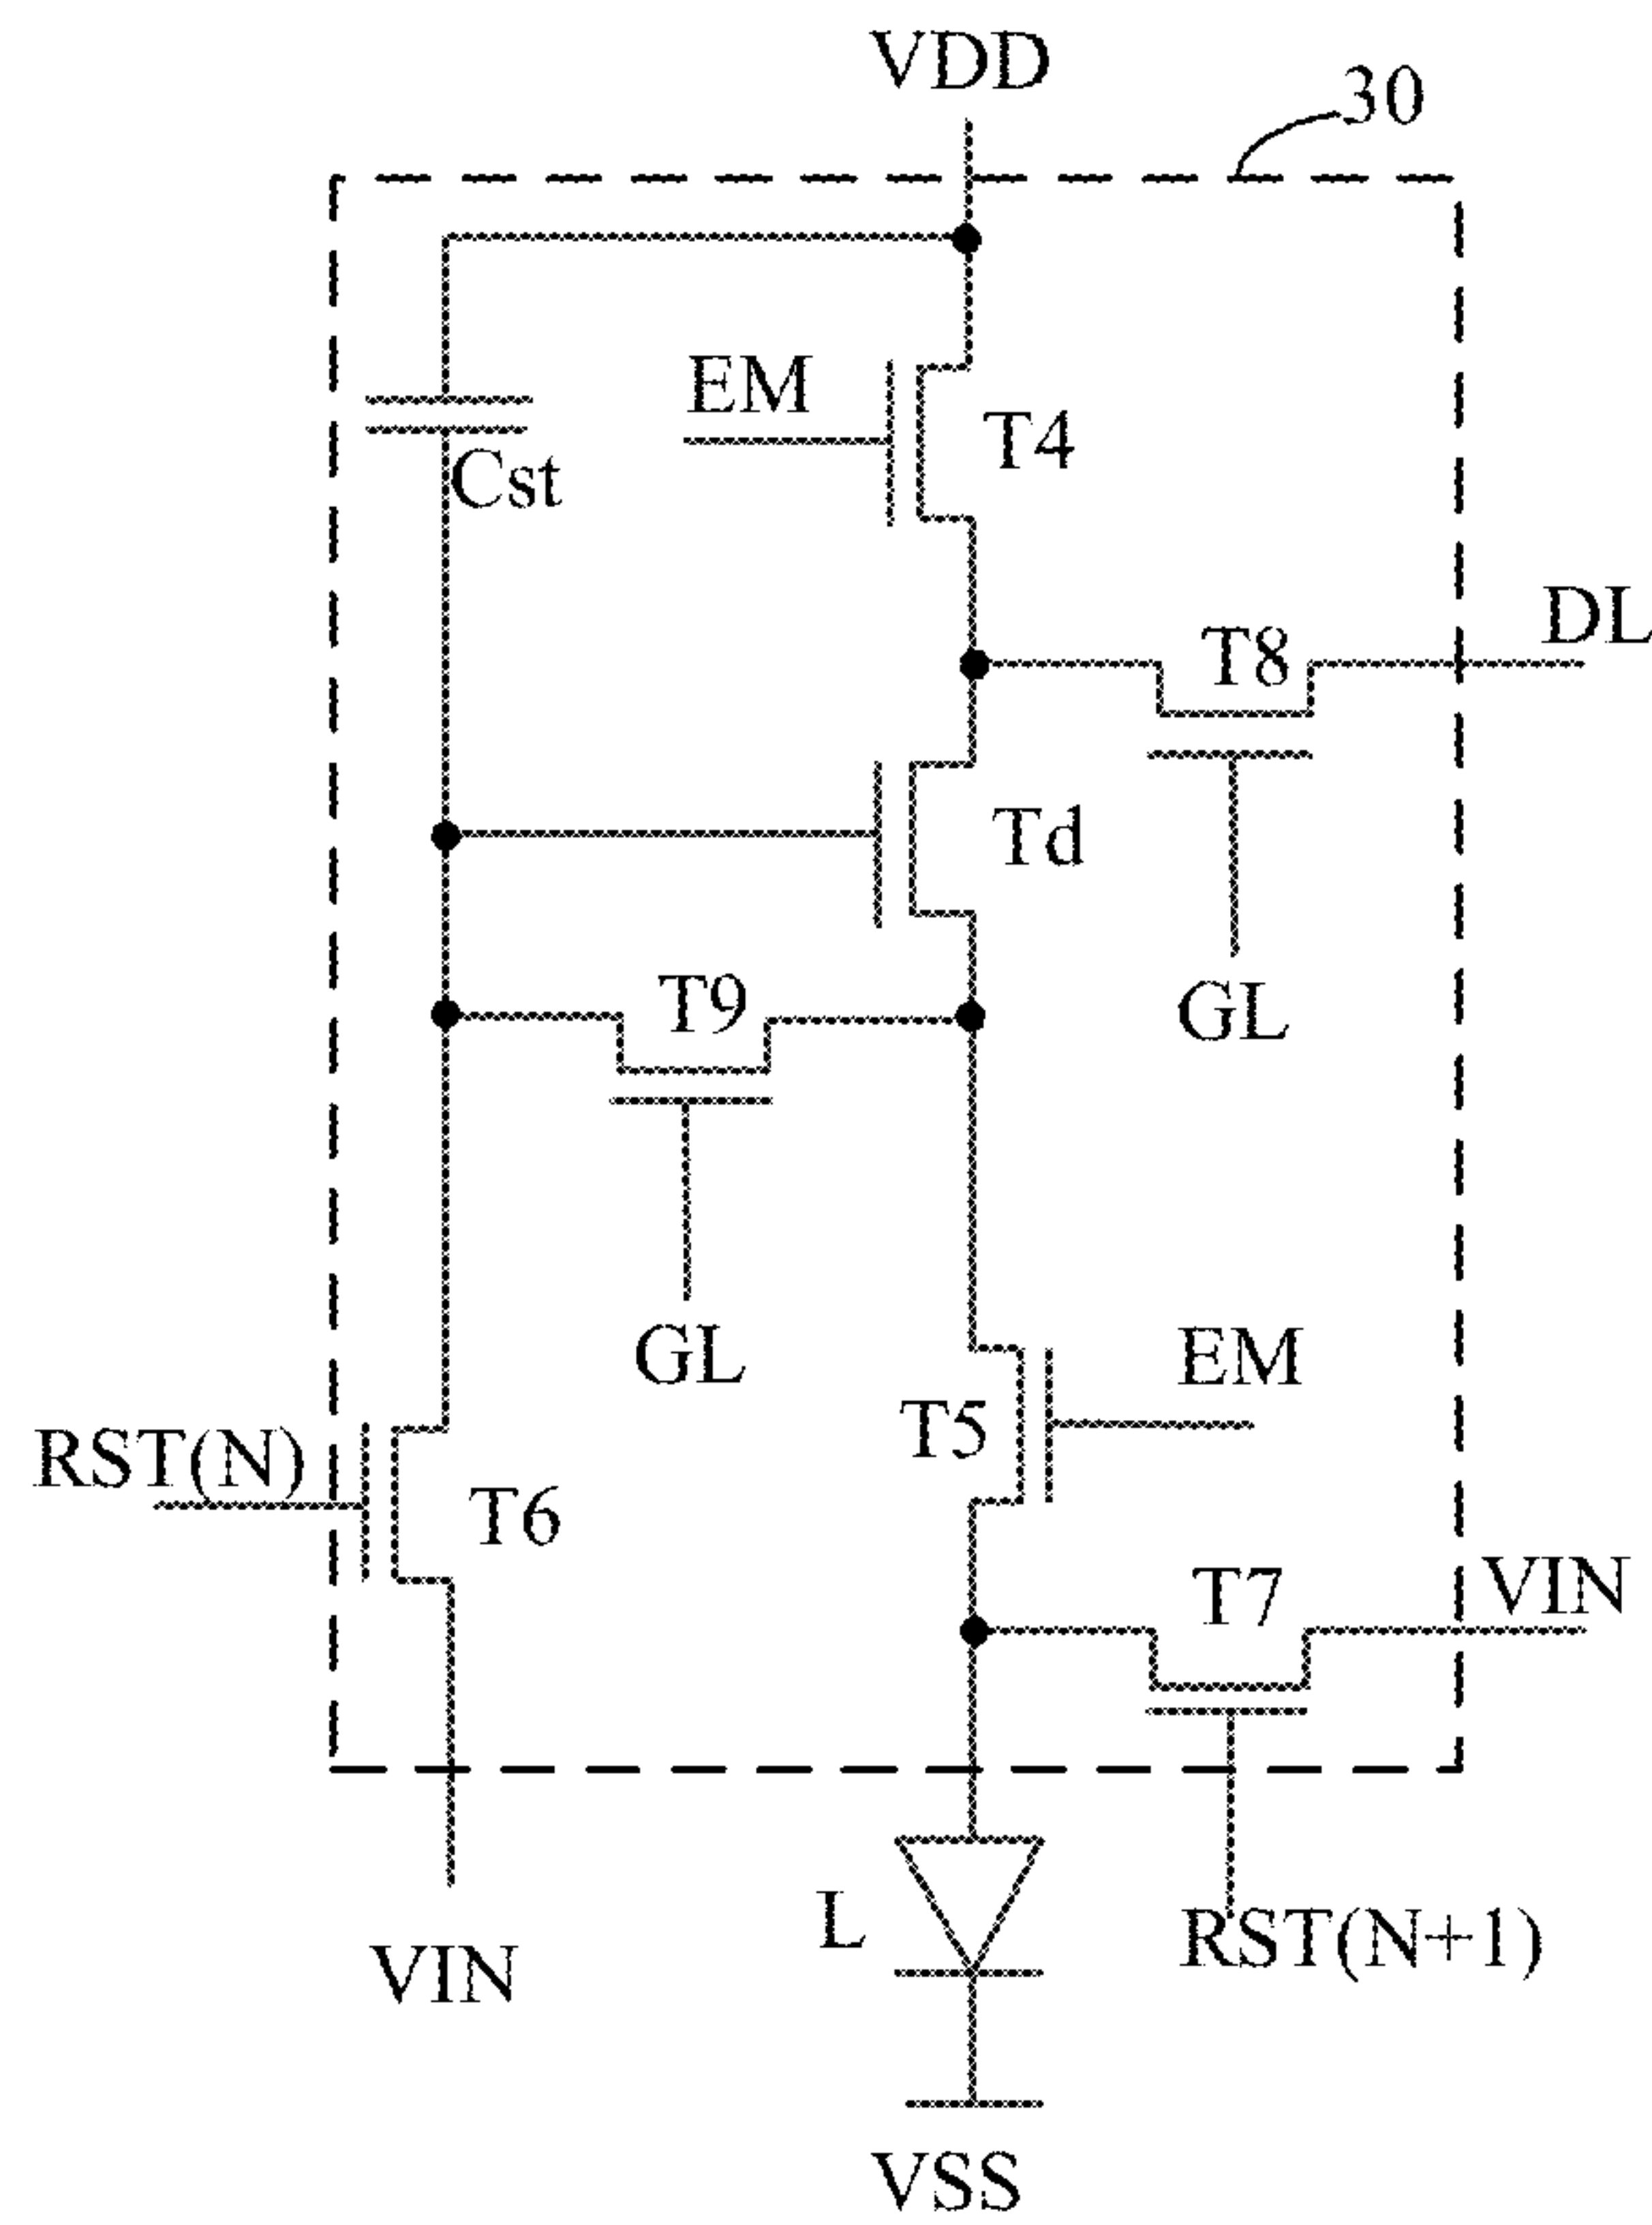 VDD
30
EM
T4
Cst
DL
T8
Td
T9
GL
GL
EM
T5
RST(N)
T6
VIN
T7
L
RST(N+1)
VIN
VSS